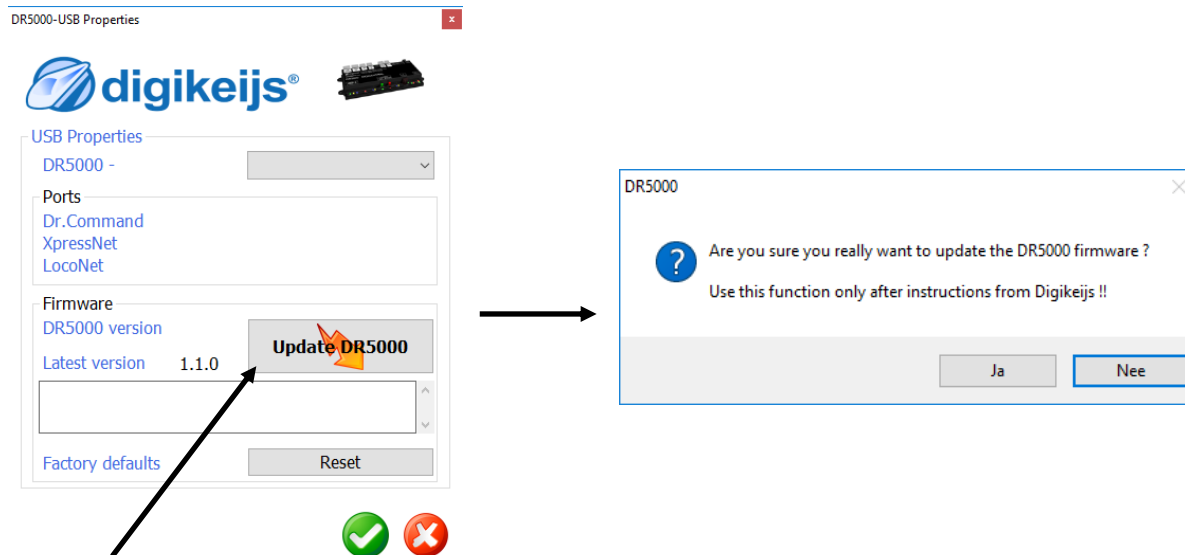 DR5000-USB Properties
x
digikeijs®
USB Properties
DR5000 -
Ports
Dr.Command
XpressNet
LocoNet
Firmware
DR5000 version
Update DR5000
Latest version 1.1.0
Factory defaults
Reset
DR5000
Are you sure you really want to update the DR5000 firmware ?
Use this function only after instructions from Digikeijs !!
Ja
Nee